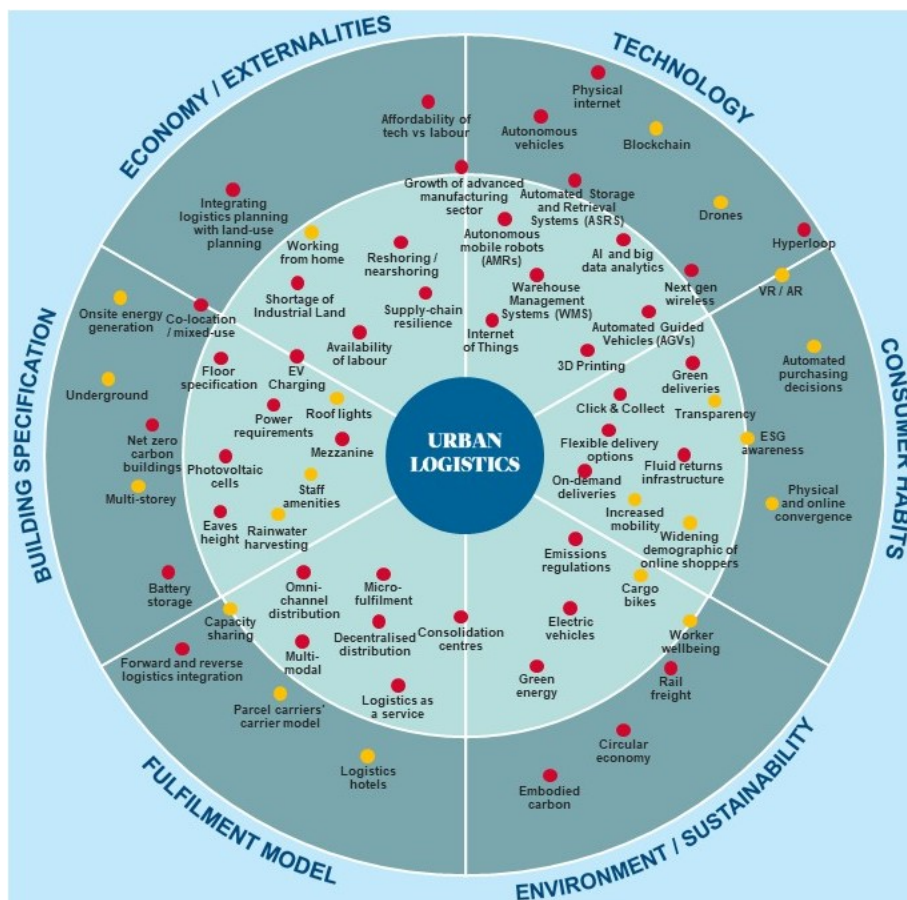 ECONOMY / EXTERNALITIES
TECHNOLOGY
CONSUMER HABITS
ENVIRONMENT / SUSTAINABILITY
FULFILMENT MODEL
BUILDING SPECIFICATION
URBAN
LOGISTICS
Affordability of
tech vs labour
Integrating
logistics planning
with land-use
planning
Growth of advanced
manufacturing
sector
Working
from home
Reshoring /
nearshoring
Shortage of
Industrial Land
Supply-chain
resilience
Availability
of labour
Co-location
/ mixed-use
Physical
internet
Autonomous
vehicles
Blockchain
Drones
Hyperloop
Automated Storage
and Retrieval
Systems (ASRS)
Autonomous
mobile robots
(AMRs)
AI and big
data analytics
Next gen
wireless
Warehouse
Management
Systems (WMS)
Internet
of Things
Automated Guided
Vehicles (AGVs)
3D Printing
VR / AR
Automated
purchasing
decisions
Green
deliveries
Transparency
Click & Collect
ESG
awareness
Flexible delivery
options
Fluid returns
infrastructure
On-demand
deliveries
Physical
and online
convergence
Increased
mobility
Widening
demographic of
online shoppers
Emissions
regulations
Cargo
bikes
Electric
vehicles
Worker
wellbeing
Rail
freight
Green
energy
Circular
economy
Embodied
carbon
Omni-
channel
distribution
Micro-
fulfilment
Capacity
sharing
Decentralised
distribution
Consolidation
centres
Multi-
modal
Forward and reverse
logistics integration
Logistics as
a service
Parcel carriers'
carrier model
Logistics
hotels
Onsite energy
generation
Floor
specification
EV
Charging
Underground
Roof lights
Power
requirements
Net zero
carbon
buildings
Mezzanine
Photovoltaic
cells
Multi-storey
Staff
amenities
Eaves
height
Rainwater
harvesting
Battery
storage